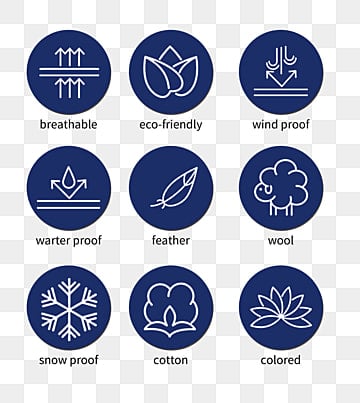 breathable eco-friendly wind proof
warter proof feather wool
snow proof cotton colored